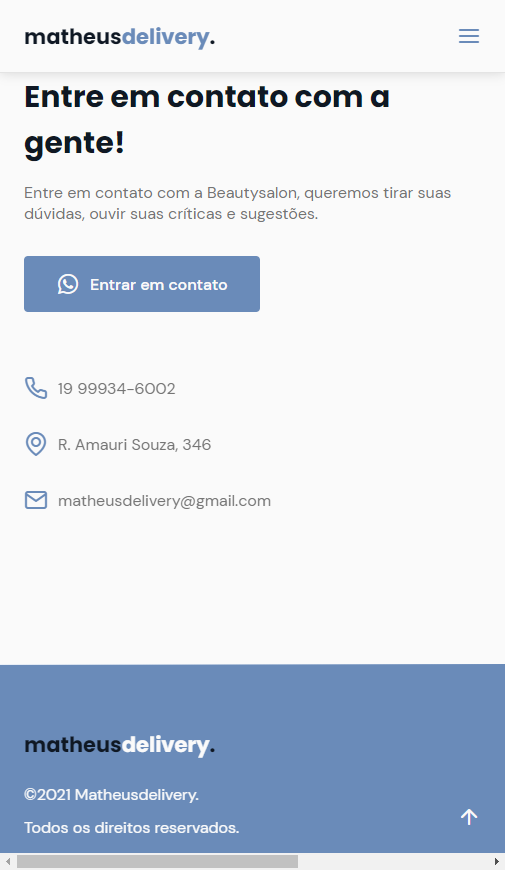 matheusdelivery.
Entre em contato com a
gente!
Entre em contato com a Beautysalon, queremos tirar suas
dúvidas, ouvir suas críticas e sugestões.
Entrar em contato
19 99934-6002
R. Amauri Souza, 346
matheusdelivery@gmail.com
matheusdelivery.
©2021 Matheusdelivery.
Todos os direitos reservados.